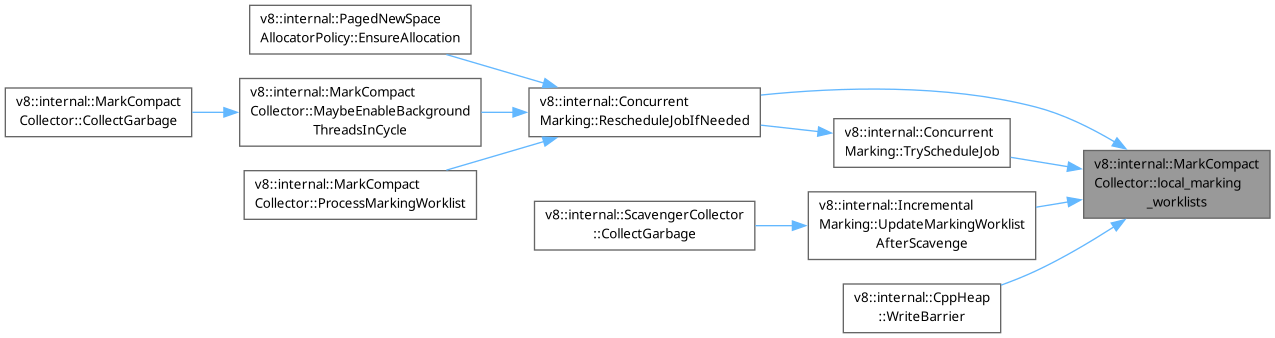 v8::internal::PagedNewSpace
AllocatorPolicy::EnsureAllocation
v8::internal::MarkCompact
Collector::CollectGarbage
v8::internal::MarkCompact
Collector::MaybeEnableBackground
ThreadsInCycle
v8::internal::MarkCompact
Collector::ProcessMarkingWorklist
v8::internal::Concurrent
Marking::RescheduleJobIfNeeded
v8::internal::Concurrent
Marking::TryScheduleJob
v8::internal::ScavengerCollector
::CollectGarbage
v8::internal::Incremental
Marking::UpdateMarkingWorklist
AfterScavenge
v8::internal::CppHeap
::WriteBarrier
v8::internal::MarkCompact
Collector::local_marking
_worklists